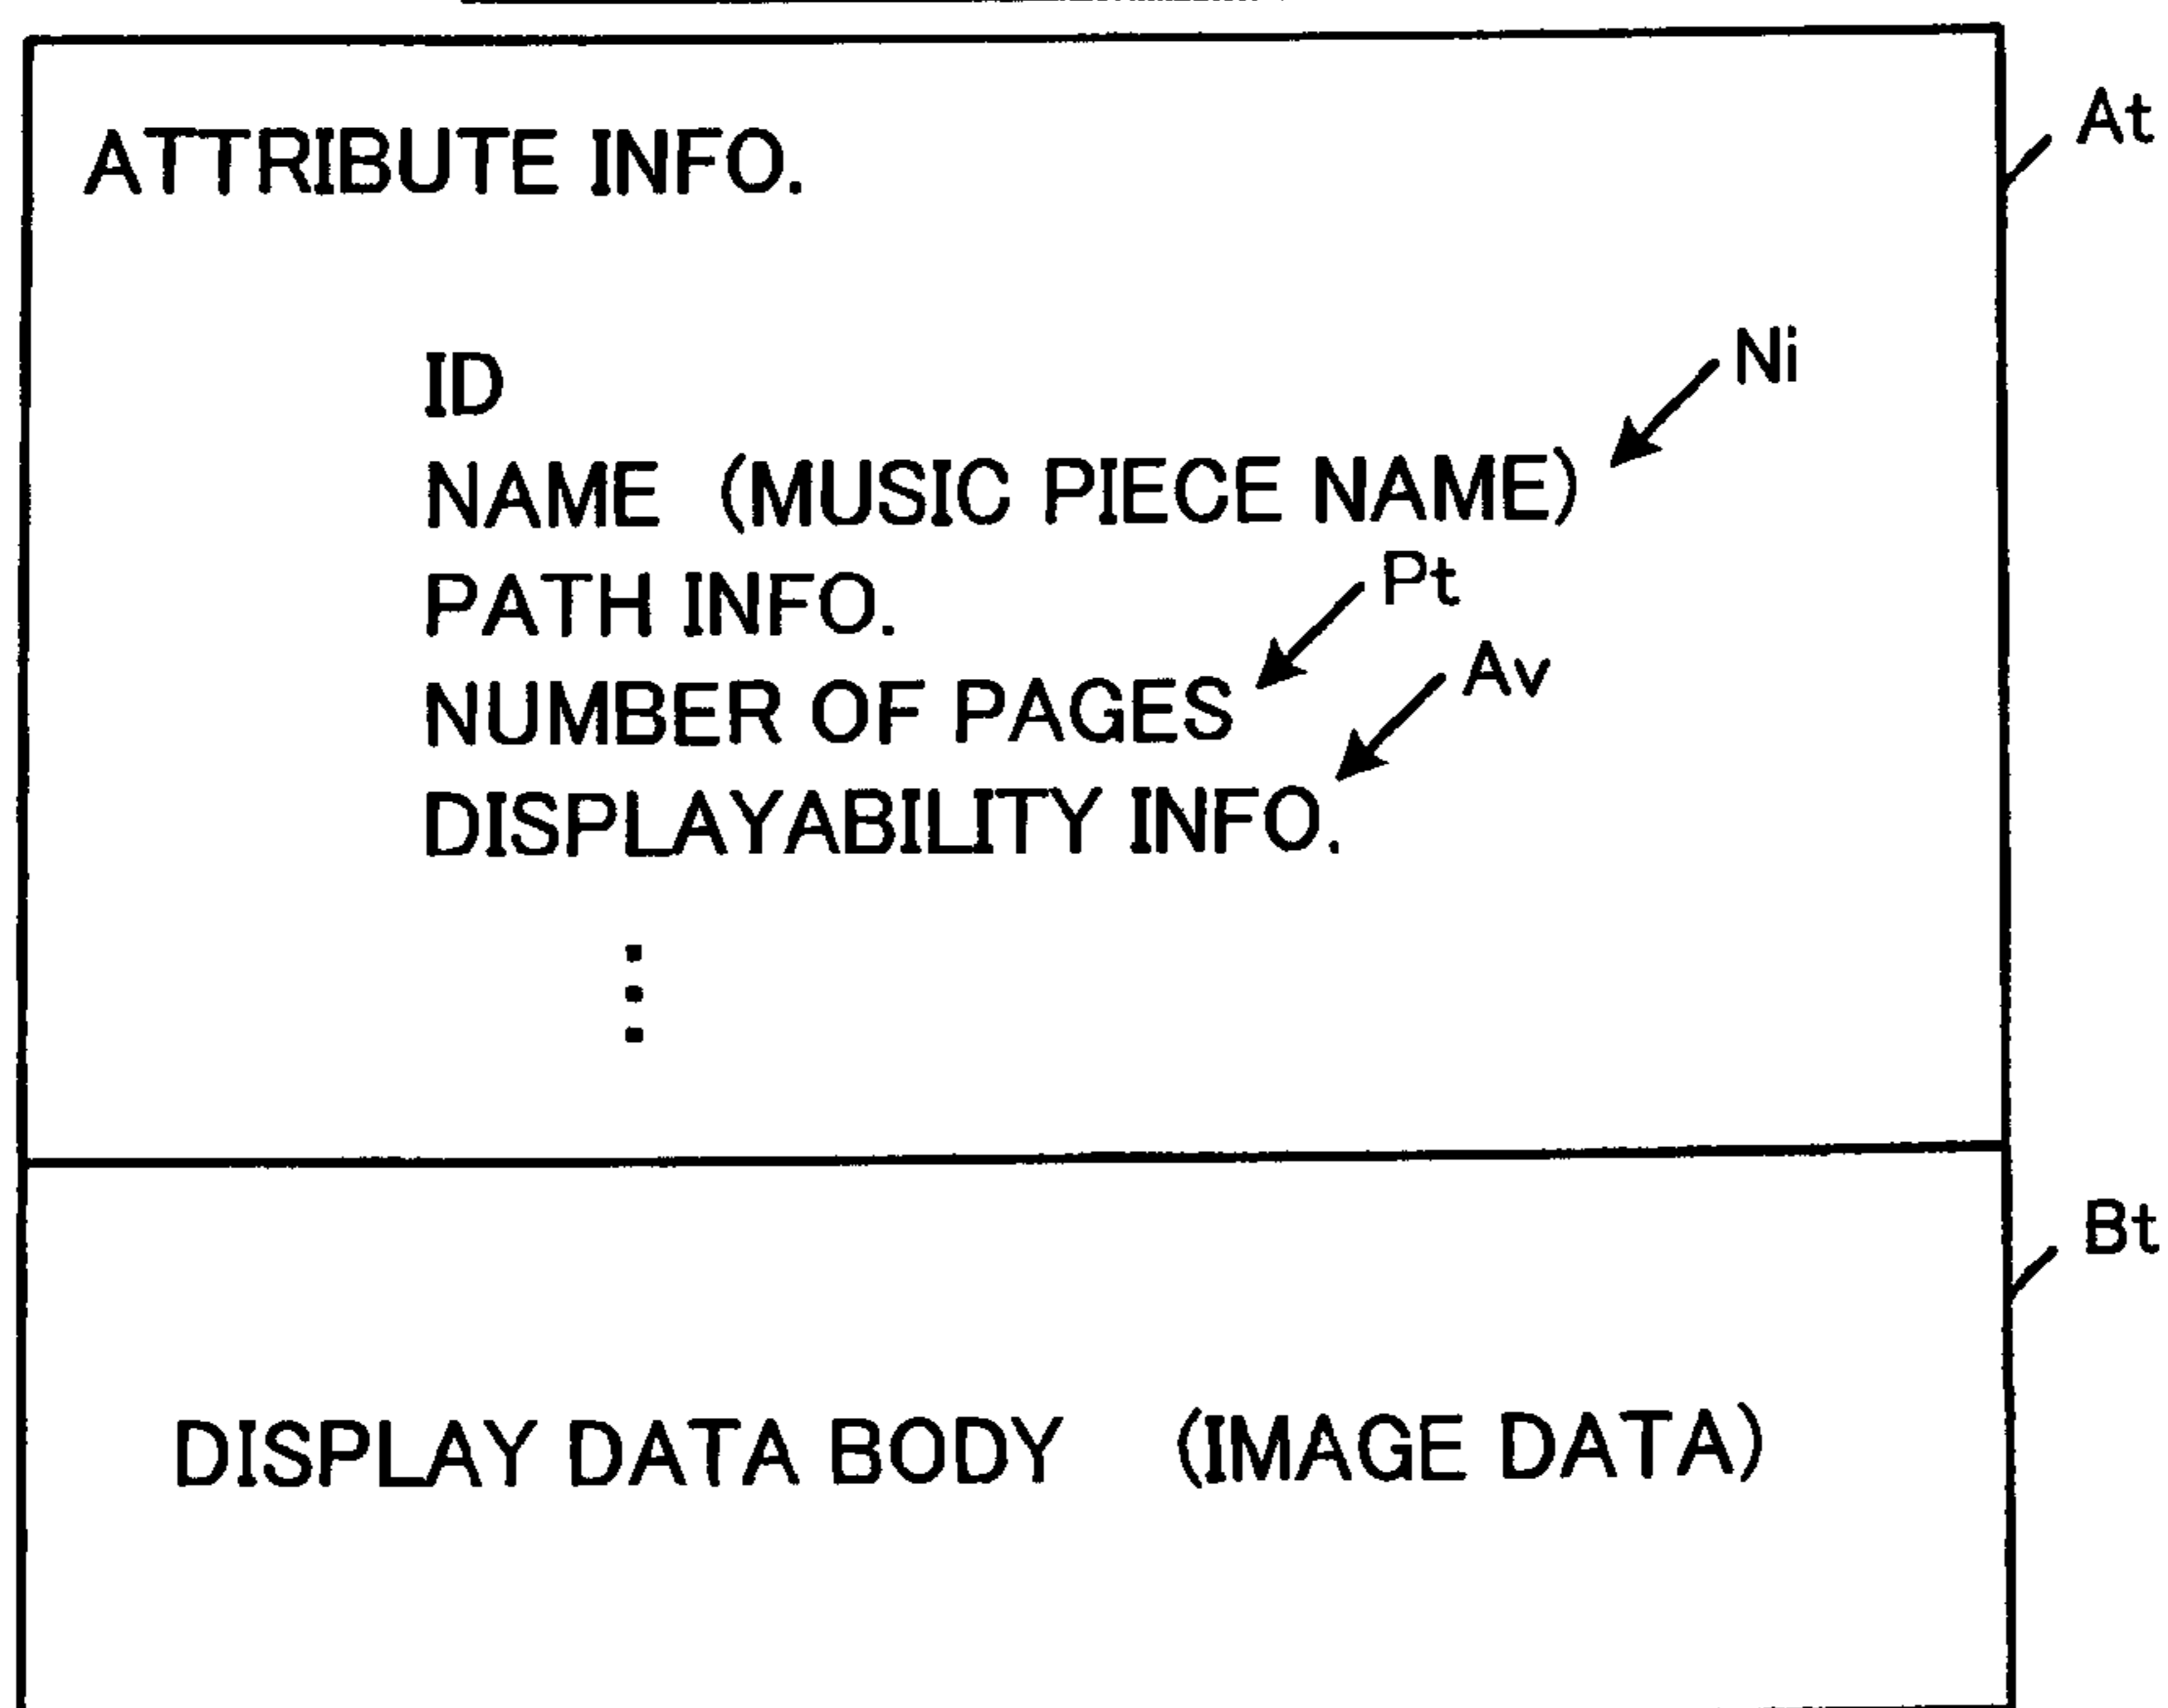 At
ATTRIBUTE INFO.
Ni
ID
NAME (MUSIC PIECE NAME)
Pt
PATH INFO.
Av
NUMBER OF PAGES
DISPLAYABILITY INFO.
Bt
DISPLAY DATA BODY (IMAGE DATA)